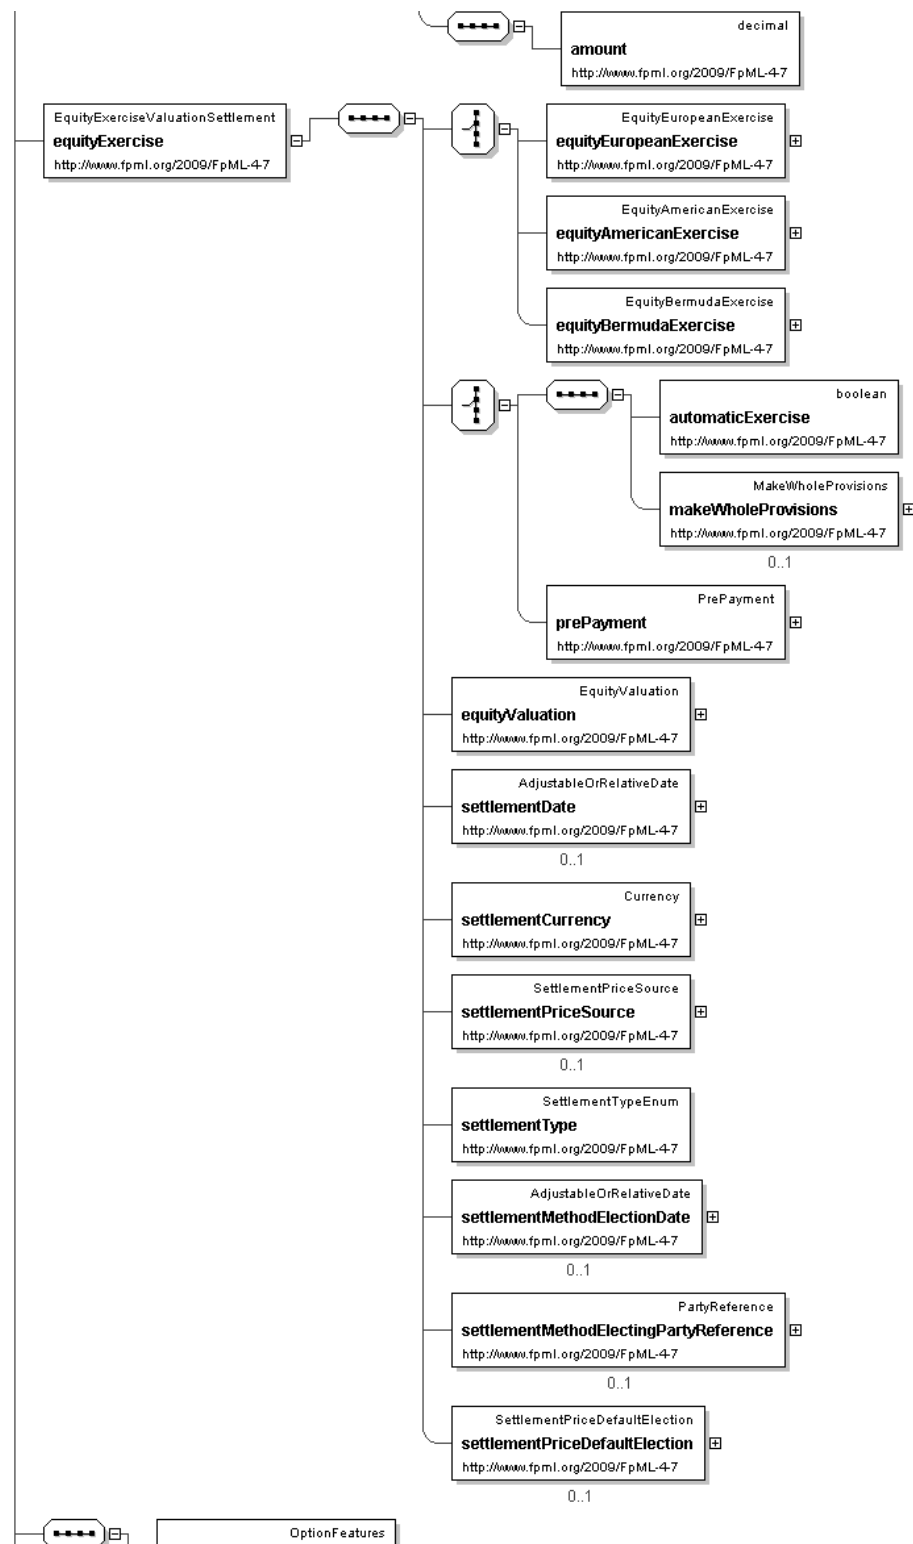 decimal
amount
http://www.fpml.org/2009/FpML-4-7
EquityExerciseValuationSettlement
equityExercise
http://www.fpml.org/2009/FpML-4-7
EquityEuropeanExercise
equityEuropeanExercise
http://www.fpml.org/2009/FpML-4-7
EquityAmericanExercise
equityAmericanExercise
http://www.fpml.org/2009/FpML-4-7
EquityBermudaExercise
equityBermudaExercise
http://www.fpml.org/2009/FpML-4-7
boolean
automaticExercise
http://www.fpml.org/2009/FpML-4-7
MakeWholeProvisions
makeWholeProvisions
http://www.fpml.org/2009/FpML-4-7
0..1
PrePayment
prePayment
http://www.fpml.org/2009/FpML-4-7
EquityValuation
equityValuation
http://www.fpml.org/2009/FpML-4-7
AdjustableOrRelativeDate
settlementDate
http://www.fpml.org/2009/FpML-4-7
0..1
Currency
settlementCurrency
http://www.fpml.org/2009/FpML-4-7
SettlementPriceSource
settlementPriceSource
http://www.fpml.org/2009/FpML-4-7
0..1
SettlementTypeEnum
settlementType
http://www.fpml.org/2009/FpML-4-7
AdjustableOrRelativeDate
settlementMethodElectionDate
http://www.fpml.org/2009/FpML-4-7
0..1
PartyReference
settlementMethodElectingPartyReference
http://www.fpml.org/2009/FpML-4-7
0..1
SettlementPriceDefaultElection
settlementPriceDefaultElection
http://www.fpml.org/2009/FpML-4-7
0..1
OptionFeatures